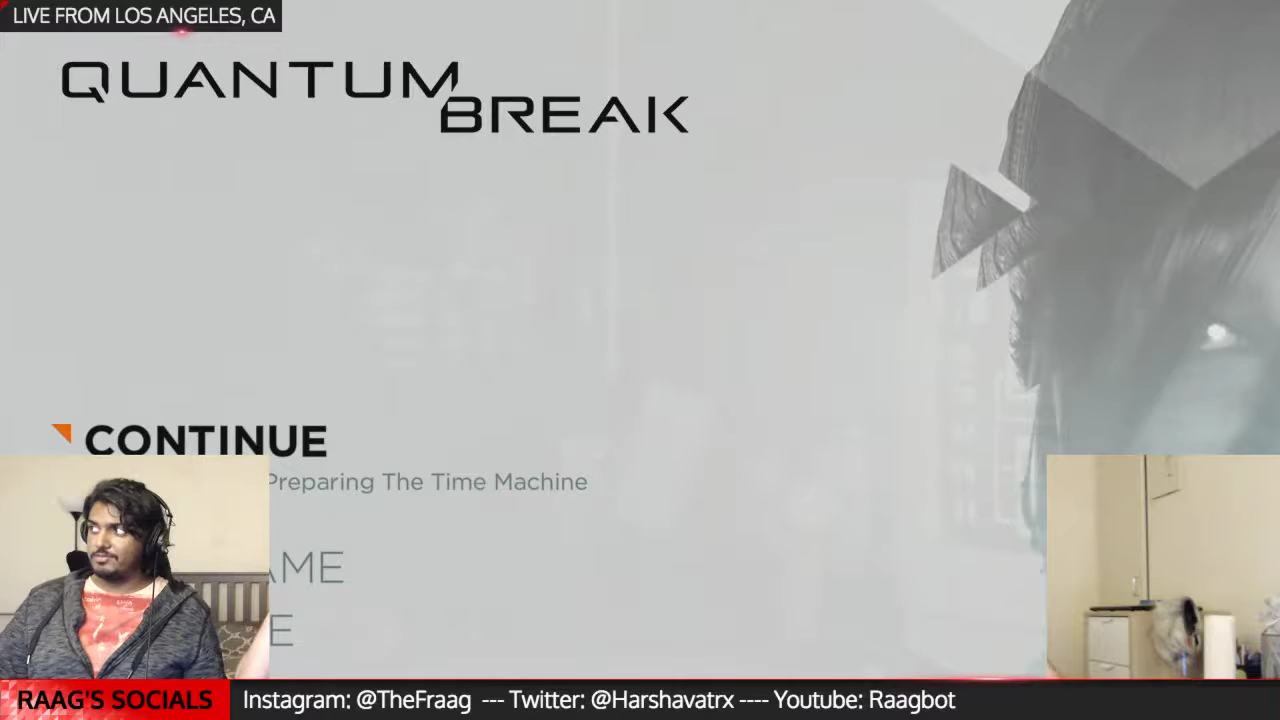 LIVE FROM LOS ANGELES, CA
QUANTUM
BREAK
CONTINUE
Preparing The Time Machine
AME
E
RAAG'S SOCIALS
Instagram: @TheFraag --- Twitter: @Harshavatrx ---- Youtube: Raagbot